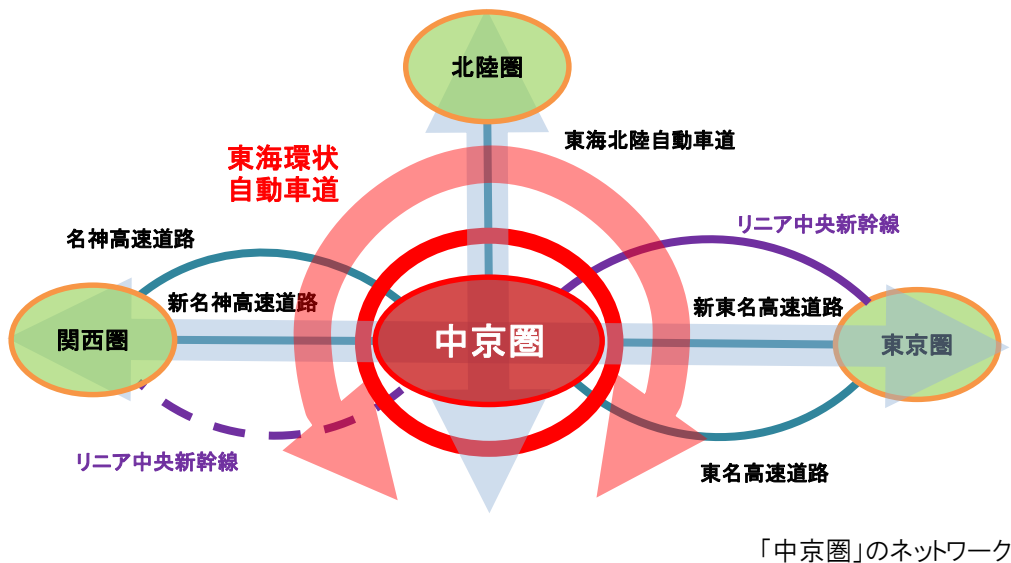 北陸圏
東海北陸自動車道
東海環状
自動車道
リニア中央新幹線
名神高速道路
新名神高速道路
新東名高速道路
関西圏
中京圏
東京圏
リニア中央新幹線
東名高速道路
「中京圏」のネットワーク